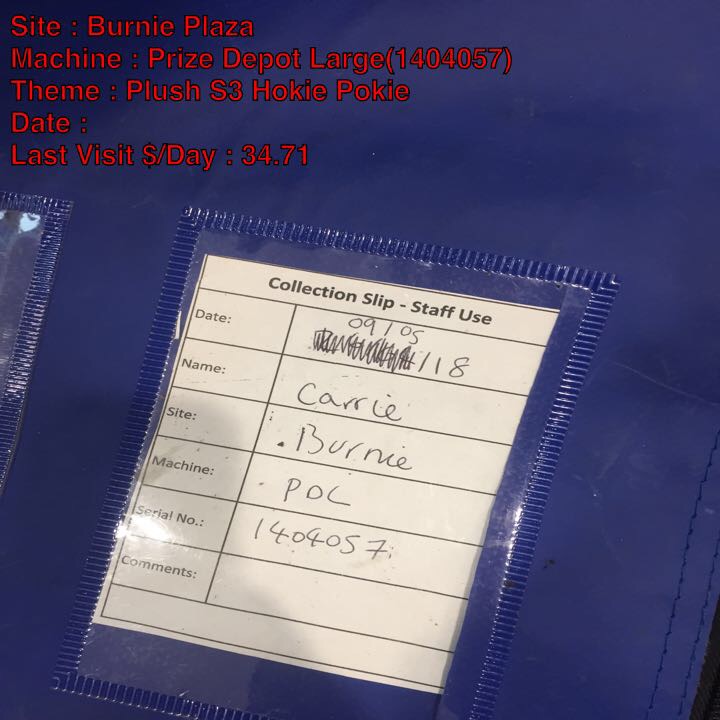 Site : Burnie Plaza
Machine : Prize Depot Large(1404057)
Theme : Plush S3 Hokie Pokie
Date :
Last Visit $/Day : 34.71
Collection Slip - Staff Use
Date: 09/05
/18
Name: Carrie
Site: . Burnie
Machine: PDC
Serial No.: 1404057
Comments: